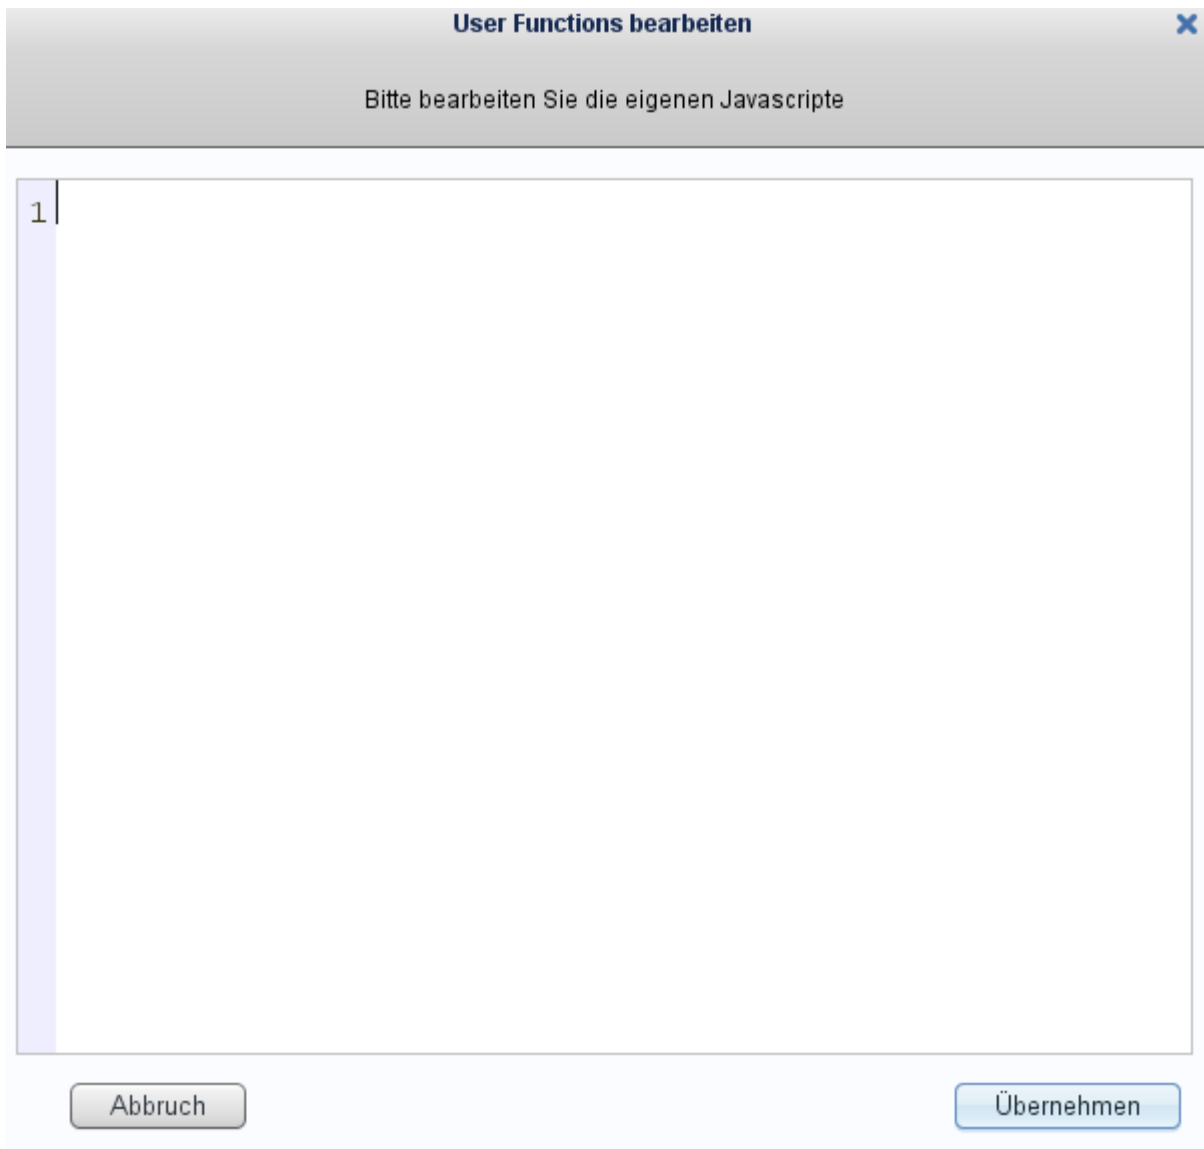 User Functions bearbeiten
Bitte bearbeiten Sie die eigenen Javascripte
1
Abbruch
Übernehmen